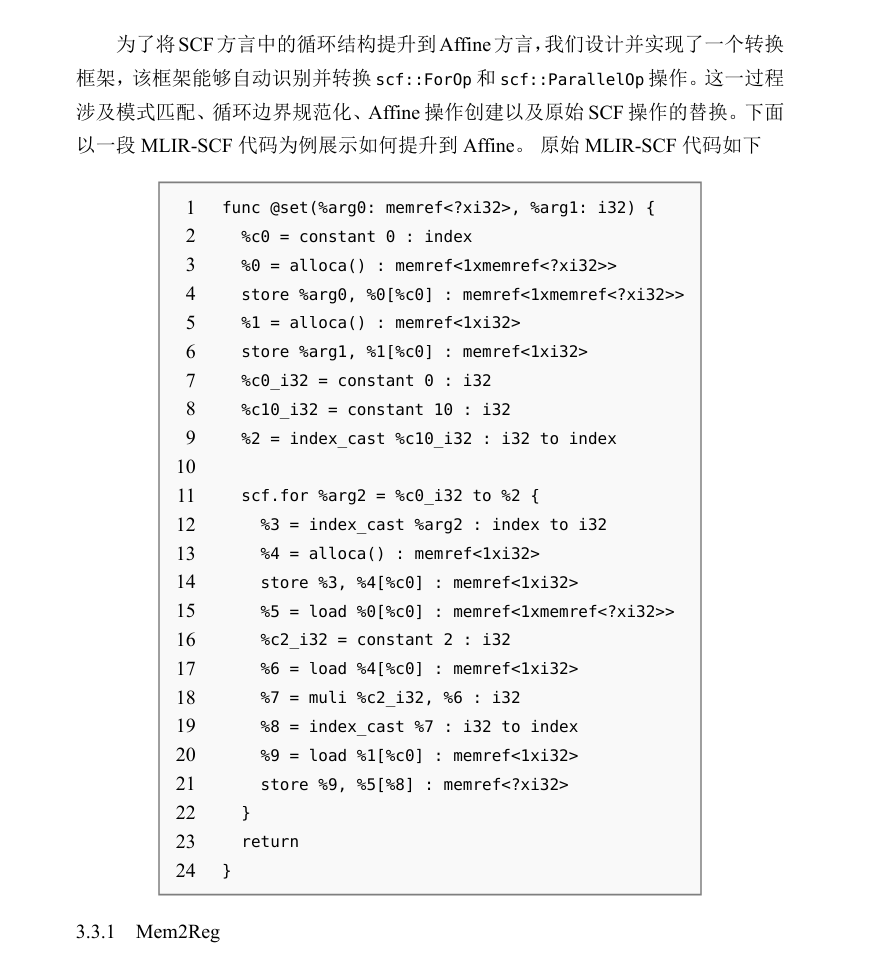 为了将 SCF 方言中的循环结构提升到 Affine 方言，我们设计并实现了一个转换
框架，该框架能够自动识别并转换 scf::ForOp 和 scf::ParallelOp 操作。这一过程
涉及模式匹配、循环边界规范化、Affine 操作创建以及原始 SCF 操作的替换。下面
以一段 MLIR-SCF 代码为例展示如何提升到 Affine。 原始 MLIR-SCF 代码如下
1 func @set(%arg0: memref<?xi32>, %arg1: i32) {
2   %c0 = constant 0 : index
3   %0 = alloca() : memref<1xmemref<?xi32>>
4   store %arg0, %0[%c0] : memref<1xmemref<?xi32>>
5   %1 = alloca() : memref<1xi32>
6   store %arg1, %1[%c0] : memref<1xi32>
7   %c0_i32 = constant 0 : i32
8   %c10_i32 = constant 10 : i32
9   %2 = index_cast %c10_i32 : i32 to index
10
11   scf.for %arg2 = %c0_i32 to %2 {
12     %3 = index_cast %arg2 : index to i32
13     %4 = alloca() : memref<1xi32>
14     store %3, %4[%c0] : memref<1xi32>
15     %5 = load %0[%c0] : memref<1xmemref<?xi32>>
16     %c2_i32 = constant 2 : i32
17     %6 = load %4[%c0] : memref<1xi32>
18     %7 = muli %c2_i32, %6 : i32
19     %8 = index_cast %7 : i32 to index
20     %9 = load %1[%c0] : memref<1xi32>
21     store %9, %5[%8] : memref<?xi32>
22   }
23   return
24 }
3.3.1 Mem2Reg